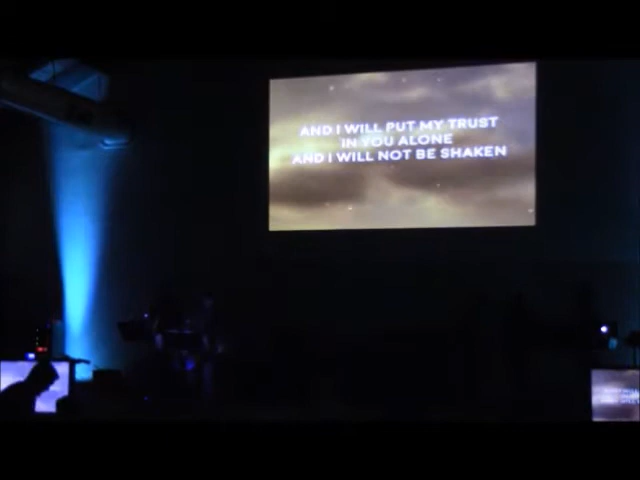 AND I WILL PUT MY TRUST
IN YOU ALONE
AND I WILL NOT BE SHAKEN